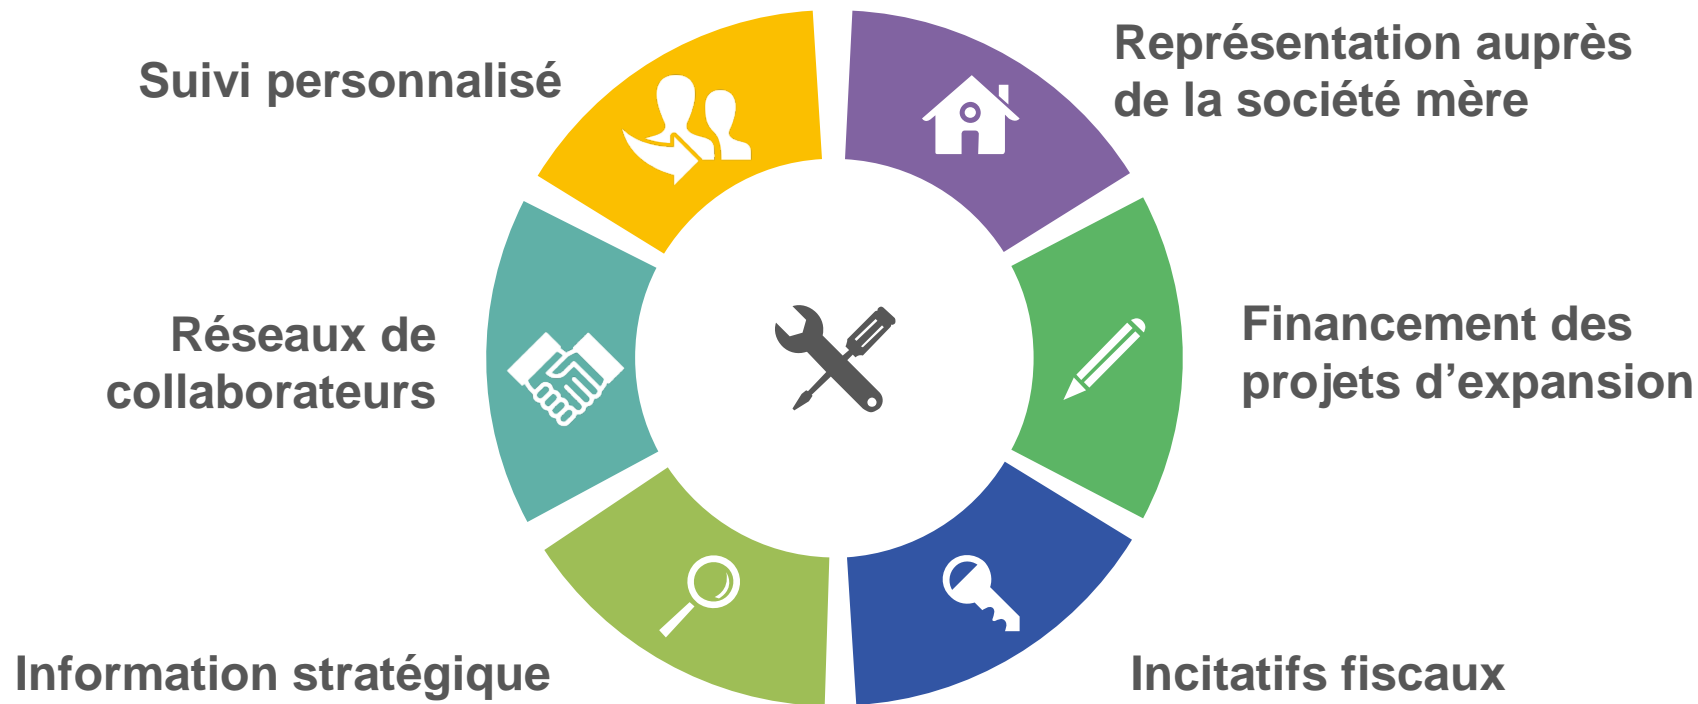 Suivi personnalisé
Représentation auprès
de la société mère
Réseaux de
collaborateurs
Financement des
projets d’expansion
Information stratégique
Incitatifs fiscaux